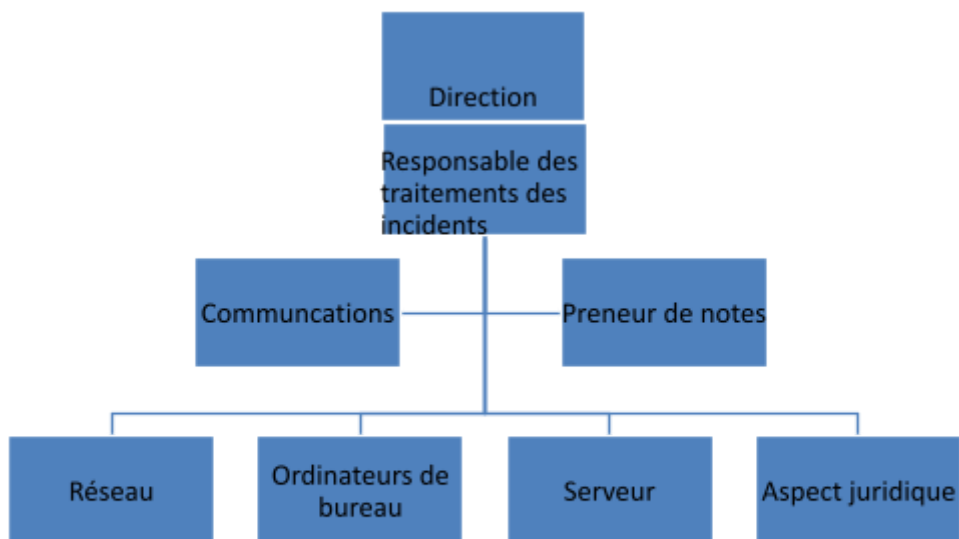 Direction
Responsable des
traitements des
incidents
Communcations
Preneur de notes
Réseau
Ordinateurs de
bureau
Serveur
Aspect juridique